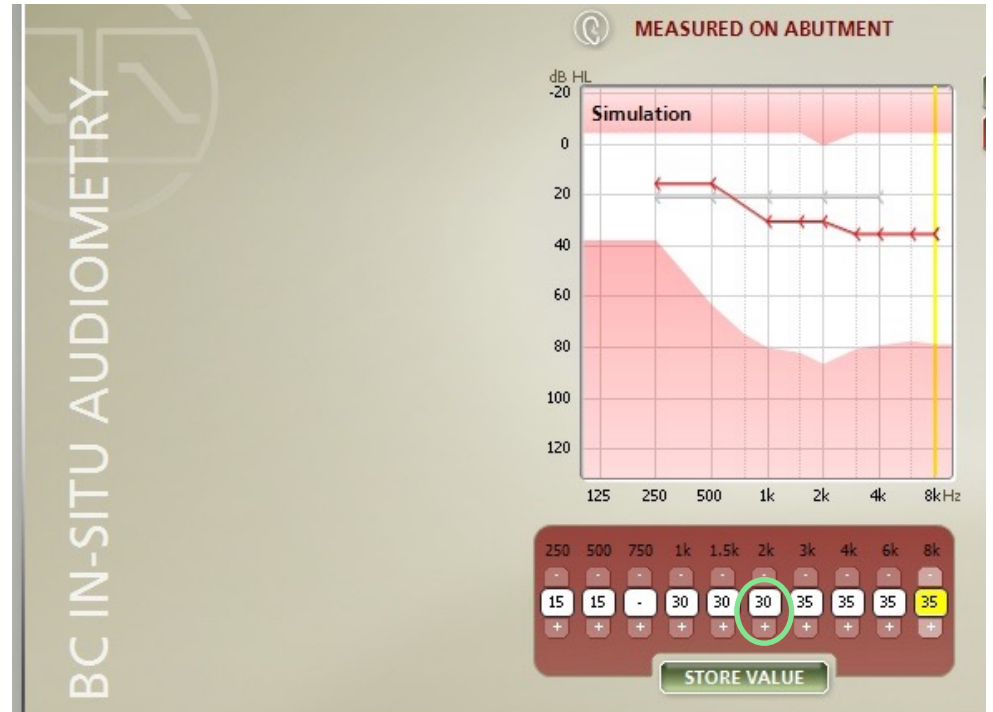 BC IN-SITU AUDIOMETRY
MEASURED ON ABUTMENT
dB HL
-20
Simulation
0
20
40
60
80
100
120
125 250 500 1k 2k 4k 8k Hz
250 500 750 1k 1.5k 2k 3k 4k 6k 8k
- - - - - - - - - -
15 15 - 30 30 30 35 35 35 35
+ + + + + + + + + +
STORE VALUE